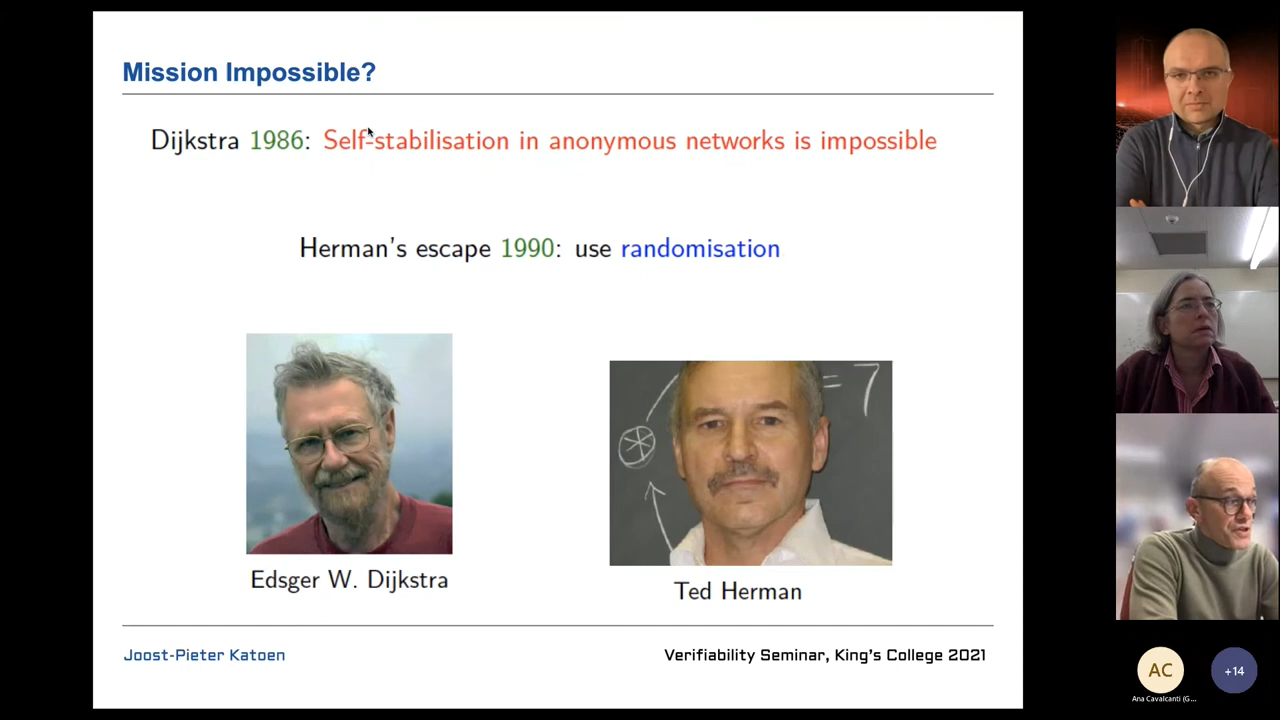 Mission Impossible?
Dijkstra 1986: Self-stabilisation in anonymous networks is impossible
Herman's escape 1990: use randomisation
= 7
Edsger W. Dijkstra
Ted Herman
Joost-Pieter Katoen
Verifiability Seminar, King's College 2021
AC
+14
Ana Cavalcanti (G...